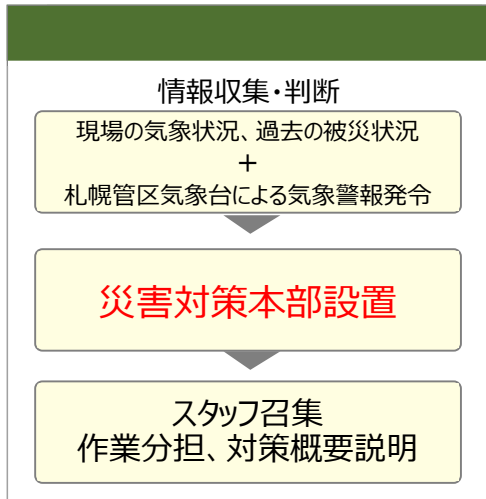 情報収集・判断
現場の気象状況、過去の被災状況
+
札幌管区気象台による気象警報発令
災害対策本部設置
スタッフ召集
作業分担、対策概要説明